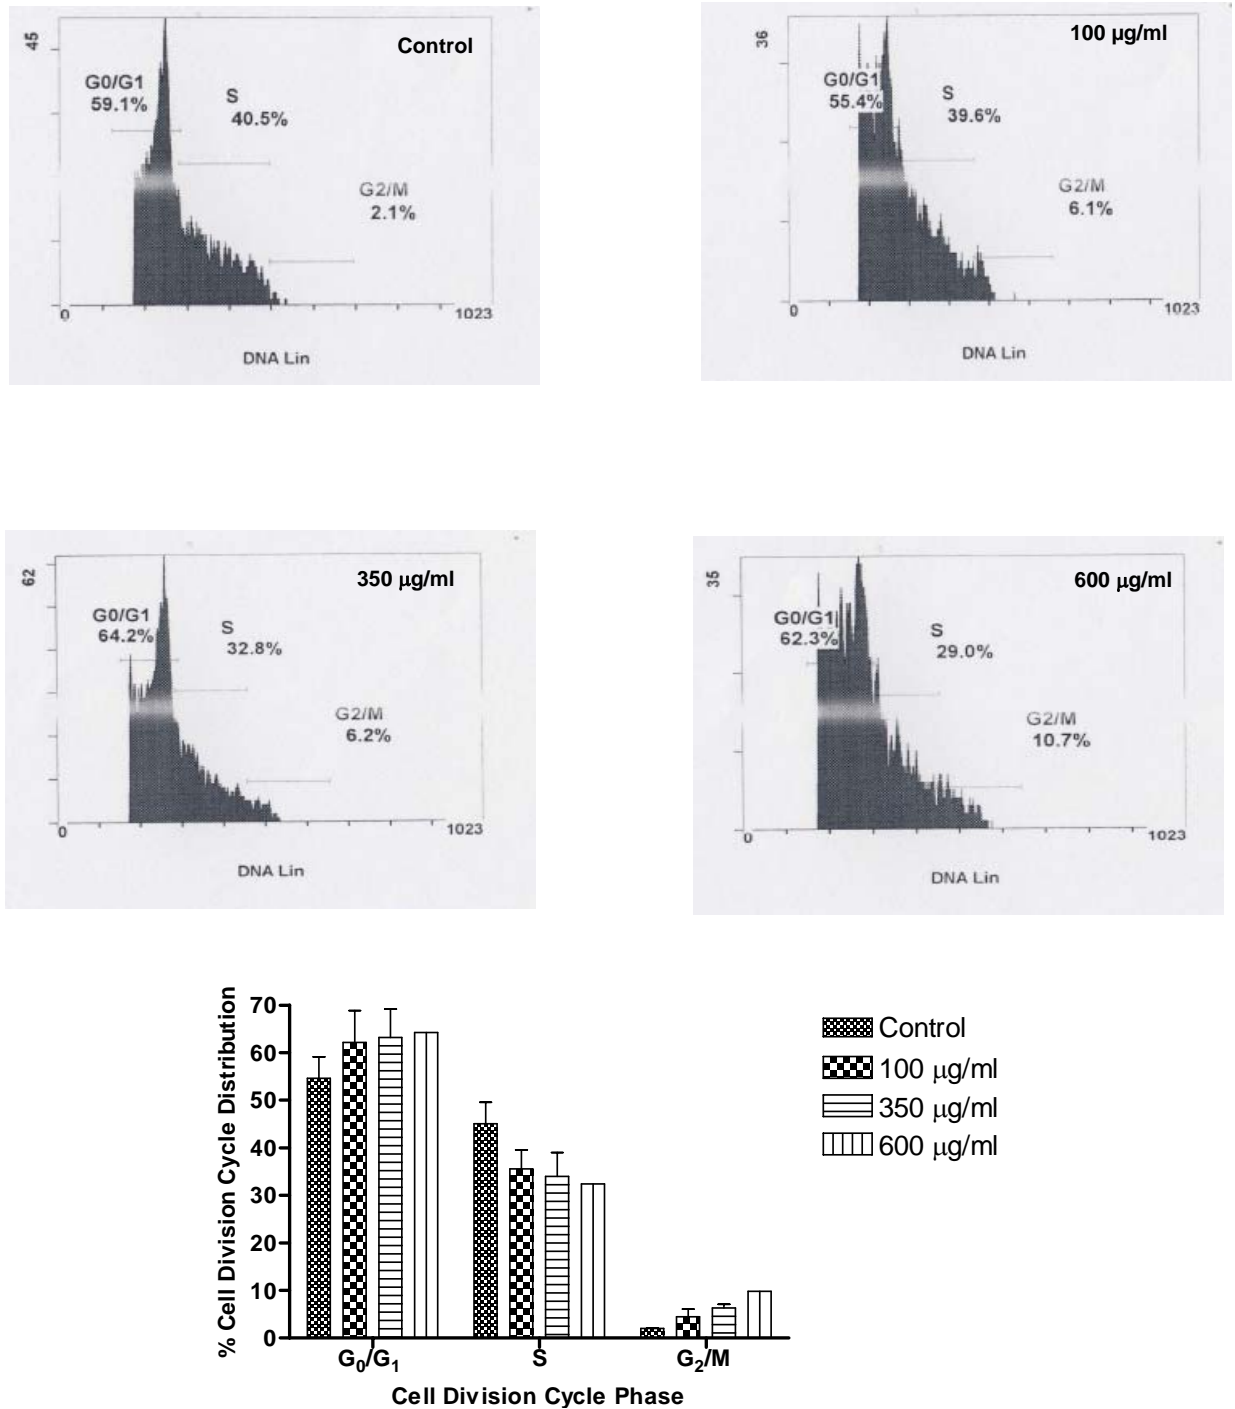 45
Control
G0/G1
59.1%
S
40.5%
G2/M
2.1%
0
1023
DNA Lin
36
100 µg/ml
G0/G1
55.4%
S
39.6%
G2/M
6.1%
0
1023
DNA Lin
62
350 µg/ml
G0/G1
64.2%
S
32.8%
G2/M
6.2%
0
1023
DNA Lin
35
600 µg/ml
G0/G1
62.3%
S
29.0%
G2/M
10.7%
0
1023
DNA Lin
% Cell Division Cycle Distribution
70
60
50
40
30
20
10
0
G₀/G₁
S
G₂/M
Cell Division Cycle Phase
Control
100 µg/ml
350 µg/ml
600 µg/ml